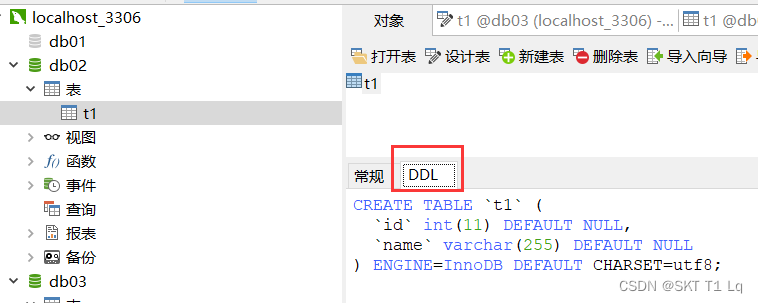 localhost_3306
db01
db02
表
t1
视图
f() 函数
事件
查询
报表
备份
db03
对象
t1 @db03 (localhost_3306) -...
t1 @db
打开表 设计表 新建表 删除表 导入向导
t1
常规 DDL
CREATE TABLE `t1` (
`id` int(11) DEFAULT NULL,
`name` varchar(255) DEFAULT NULL
) ENGINE=InnoDB DEFAULT CHARSET=utf8;
CSDN @SKT T1 Lq